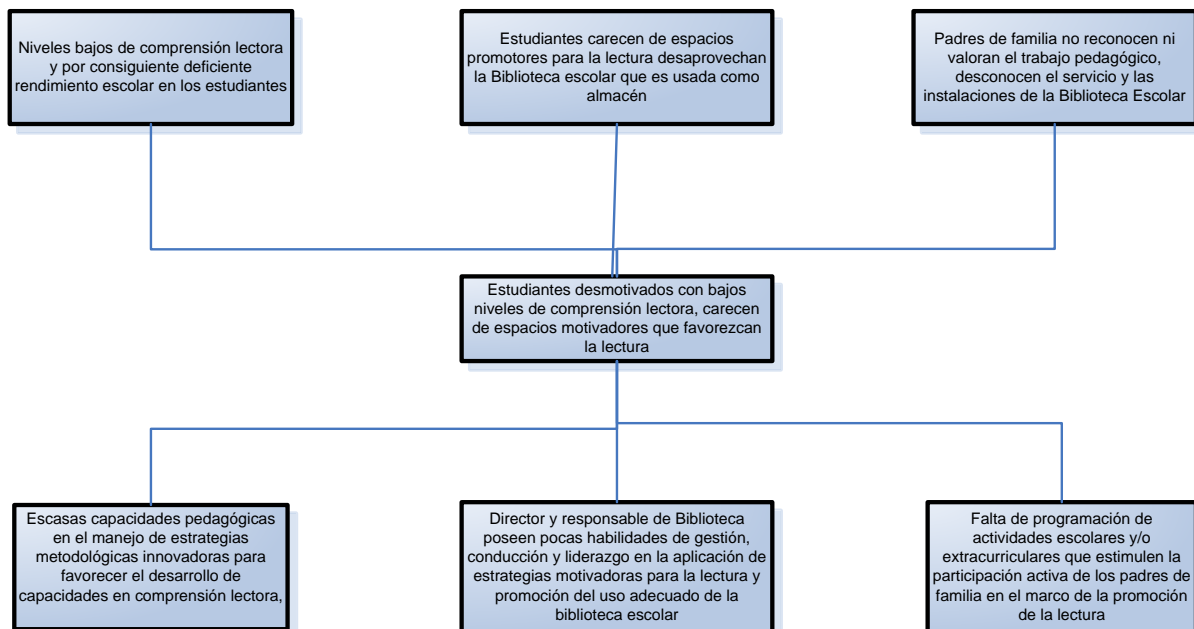 Niveles bajos de comprensión lectora
y por consiguiente deficiente
rendimiento escolar en los estudiantes
Estudiantes carecen de espacios
promotores para la lectura desaprovechan
la Biblioteca escolar que es usada como
almacén
Padres de familia no reconocen ni
valoran el trabajo pedagógico,
desconocen el servicio y las
instalaciones de la Biblioteca Escolar
Estudiantes desmotivados con bajos
niveles de comprensión lectora, carecen
de espacios motivadores que favorezcan
la lectura
Escasas capacidades pedagógicas
en el manejo de estrategias
metodológicas innovadoras para
favorecer el desarrollo de
capacidades en comprensión lectora,
Director y responsable de Biblioteca
poseen pocas habilidades de gestión,
conducción y liderazgo en la aplicación de
estrategias motivadoras para la lectura y
promoción del uso adecuado de la
biblioteca escolar
Falta de programación de
actividades escolares y/o
extracurriculares que estimulen la
participación activa de los padres de
familia en el marco de la promoción
de la lectura